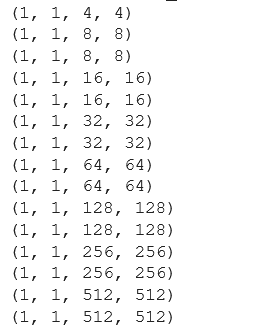 (1, 1, 4, 4)
(1, 1, 8, 8)
(1, 1, 8, 8)
(1, 1, 16, 16)
(1, 1, 16, 16)
(1, 1, 32, 32)
(1, 1, 32, 32)
(1, 1, 64, 64)
(1, 1, 64, 64)
(1, 1, 128, 128)
(1, 1, 128, 128)
(1, 1, 256, 256)
(1, 1, 256, 256)
(1, 1, 512, 512)
(1, 1, 512, 512)